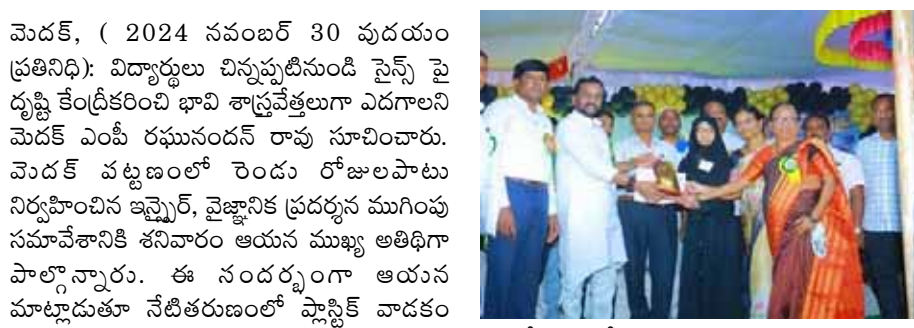 మెదక్, ( 2024 నవంబర్ 30 వుదయం
ప్రతినిధి): విద్యార్థులు చిన్నప్పటినుండి సైన్స్ పై
దృష్టి కేంద్రీకరించి భావి శాస్త్రవేత్తలుగా ఎదగాలని
మెదక్ ఎంపీ రఘునందన్ రావు సూచించారు.
మెదక్ పట్టణంలో రెండు రోజులపాటు
నిర్వహించిన ఇన్స్పైర్, వైజ్ఞానిక ప్రదర్శన ముగింపు
సమావేశానికి శనివారం ఆయన ముఖ్య అతిథిగా
పాల్గొన్నారు. ఈ సందర్భంగా ఆయన
మాట్లాడుతూ నేటితరుణంలో ప్లాస్టిక్ వాడకం